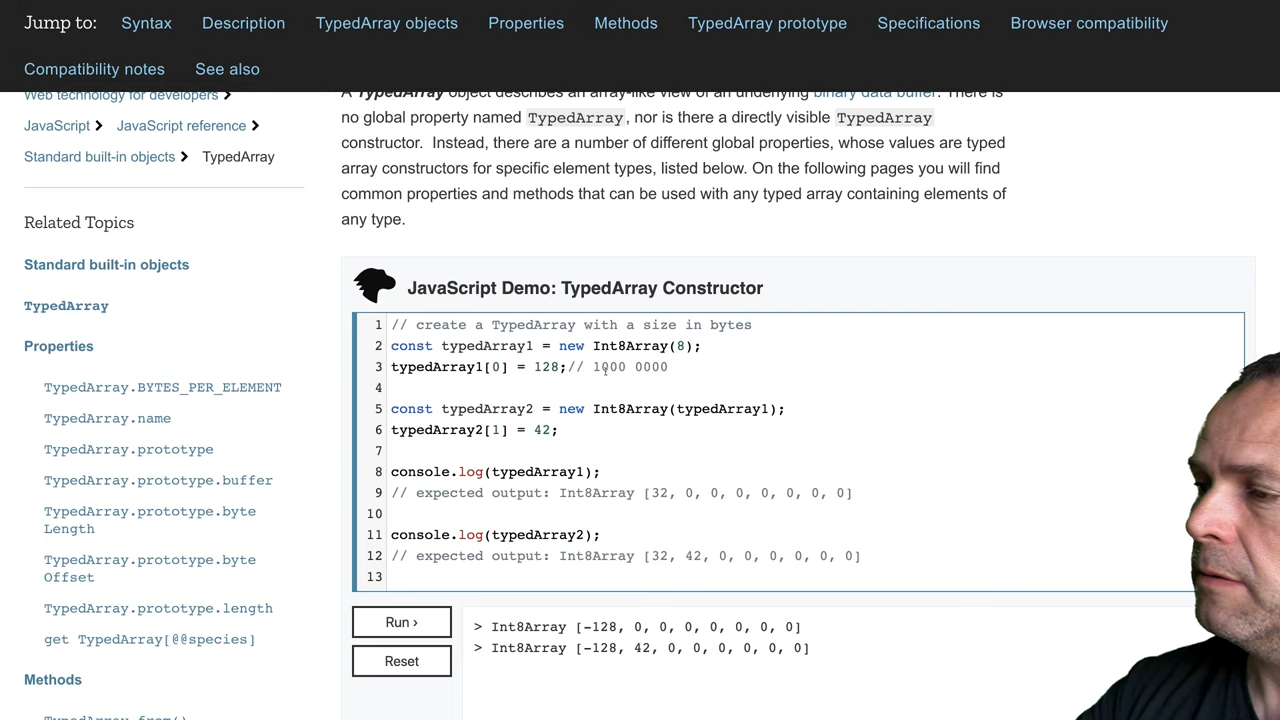 Jump to: Syntax Description TypedArray objects Properties Methods TypedArray prototype Specifications Browser compatibility
Compatibility notes See also
Web technology for developers
JavaScript JavaScript reference
Standard built-in objects TypedArray
Related Topics
Standard built-in objects
TypedArray
Properties
TypedArray.BYTES_PER_ELEMENT
TypedArray.name
TypedArray.prototype
TypedArray.prototype.buffer
TypedArray.prototype.byte
Length
TypedArray.prototype.byte
Offset
TypedArray.prototype.length
get TypedArray[@@species]
Methods
TypedArray.from()
A TypedArray object describes an array-like view of an underlying binary data buffer. There is
no global property named TypedArray, nor is there a directly visible TypedArray
constructor. Instead, there are a number of different global properties, whose values are typed
array constructors for specific element types, listed below. On the following pages you will find
common properties and methods that can be used with any typed array containing elements of
any type.
JavaScript Demo: TypedArray Constructor
1 // create a TypedArray with a size in bytes
2 const typedArray1 = new Int8Array(8);
3 typedArray1[0] = 128;// 1000 0000
4
5 const typedArray2 = new Int8Array(typedArray1);
6 typedArray2[1] = 42;
7
8 console.log(typedArray1);
9 // expected output: Int8Array [32, 0, 0, 0, 0, 0, 0, 0]
10
11 console.log(typedArray2);
12 // expected output: Int8Array [32, 42, 0, 0, 0, 0, 0, 0]
13
Run ›
Reset
> Int8Array [-128, 0, 0, 0, 0, 0, 0, 0]
> Int8Array [-128, 42, 0, 0, 0, 0, 0, 0]